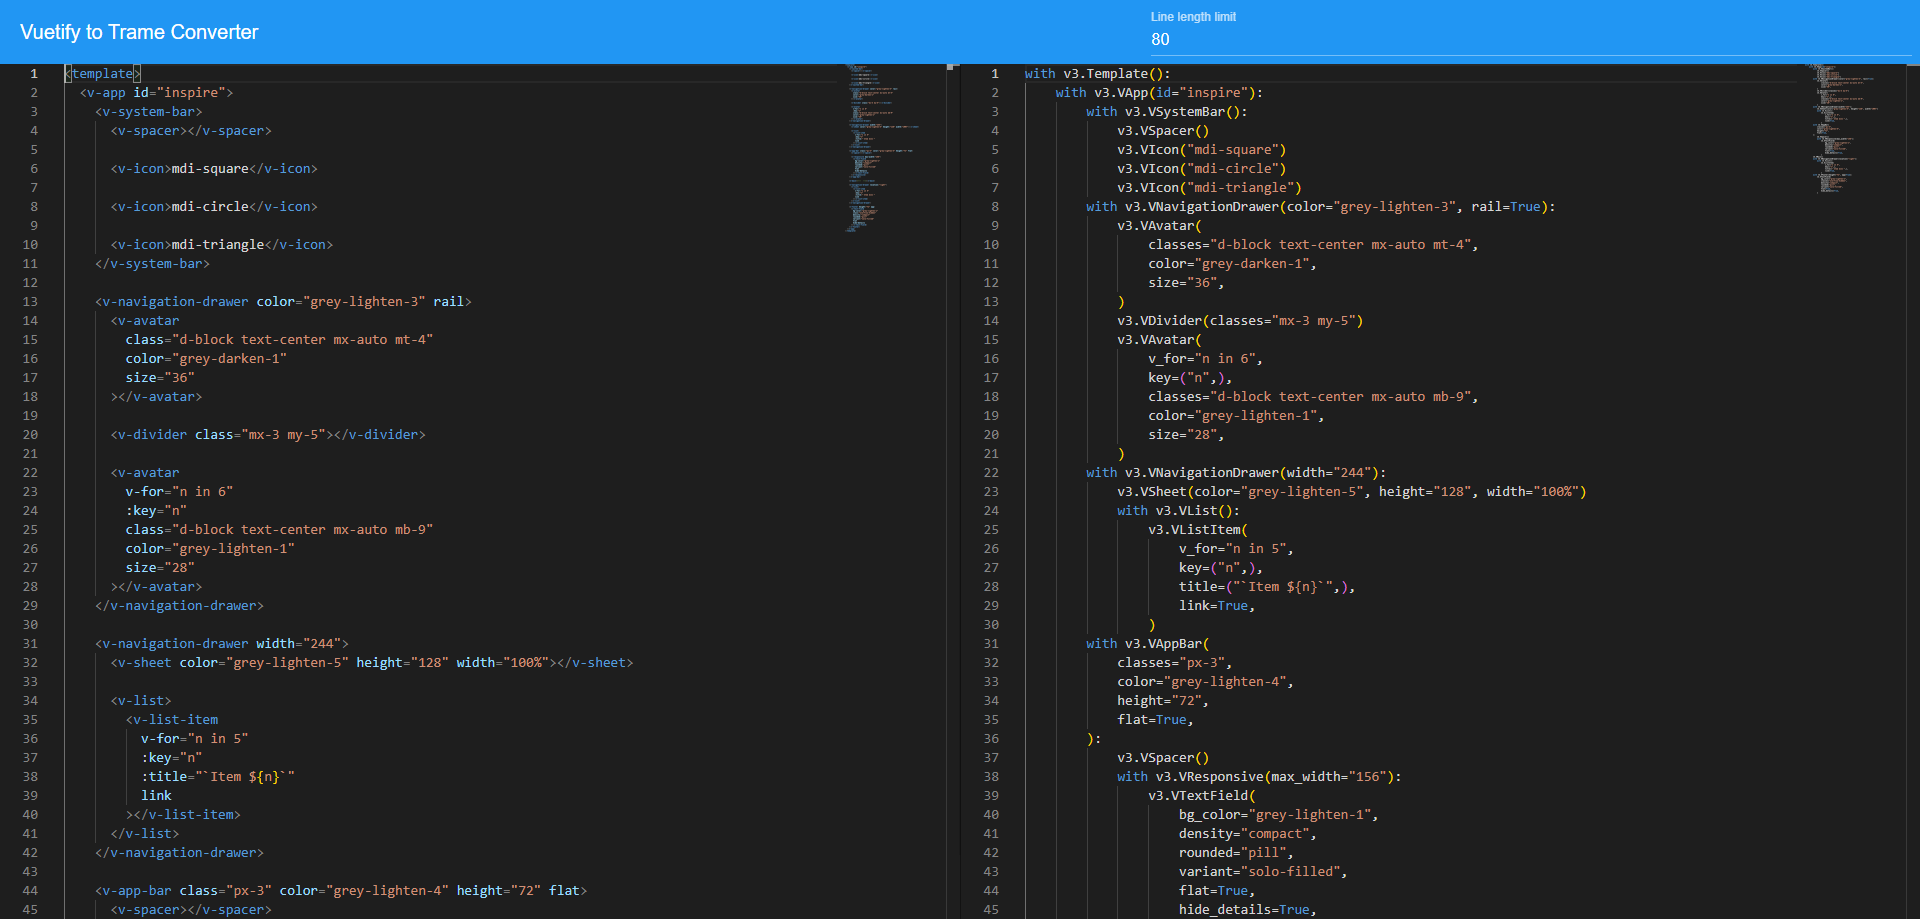 Vuetify to Trame Converter
Line length limit
80
1 <template>
2 <v-app id="inspire">
3 <v-system-bar>
4 <v-spacer></v-spacer>
5
6 <v-icon>mdi-square</v-icon>
7
8 <v-icon>mdi-circle</v-icon>
9
10 <v-icon>mdi-triangle</v-icon>
11 </v-system-bar>
12
13 <v-navigation-drawer color="grey-lighten-3" rail>
14 <v-avatar
15 class="d-block text-center mx-auto mt-4"
16 color="grey-darken-1"
17 size="36"
18 ></v-avatar>
19
20 <v-divider class="mx-3 my-5"></v-divider>
21
22 <v-avatar
23 v-for="n in 6"
24 :key="n"
25 class="d-block text-center mx-auto mb-9"
26 color="grey-lighten-1"
27 size="28"
28 ></v-avatar>
29 </v-navigation-drawer>
30
31 <v-navigation-drawer width="244">
32 <v-sheet color="grey-lighten-5" height="128" width="100%"></v-sheet>
33
34 <v-list>
35 <v-list-item
36 v-for="n in 5"
37 :key="n"
38 :title="`Item ${n}`"
39 link
40 ></v-list-item>
41 </v-list>
42 </v-navigation-drawer>
43
44 <v-app-bar class="px-3" color="grey-lighten-4" height="72" flat>
45 <v-spacer></v-spacer>
1 with v3.Template():
2 with v3.VApp(id="inspire"):
3 with v3.VSystemBar():
4 v3.VSpacer()
5 v3.VIcon("mdi-square")
6 v3.VIcon("mdi-circle")
7 v3.VIcon("mdi-triangle")
8 with v3.VNavigationDrawer(color="grey-lighten-3", rail=True):
9 v3.VAvatar(
10 classes="d-block text-center mx-auto mt-4",
11 color="grey-darken-1",
12 size="36",
13 )
14 v3.VDivider(classes="mx-3 my-5")
15 v3.VAvatar(
16 v_for="n in 6",
17 key=("n",),
18 classes="d-block text-center mx-auto mb-9",
19 color="grey-lighten-1",
20 size="28",
21 )
22 with v3.VNavigationDrawer(width="244"):
23 v3.VSheet(color="grey-lighten-5", height="128", width="100%")
24 with v3.VList():
25 v3.VListItem(
26 v_for="n in 5",
27 key=("n",),
28 title=("`Item ${n}`",),
29 link=True,
30 )
31 with v3.VAppBar(
32 classes="px-3",
33 color="grey-lighten-4",
34 height="72",
35 flat=True,
36 ):
37 v3.VSpacer()
38 with v3.VResponsive(max_width="156"):
39 v3.VTextField(
40 bg_color="grey-lighten-1",
41 density="compact",
42 rounded="pill",
43 variant="solo-filled",
44 flat=True,
45 hide_details=True,